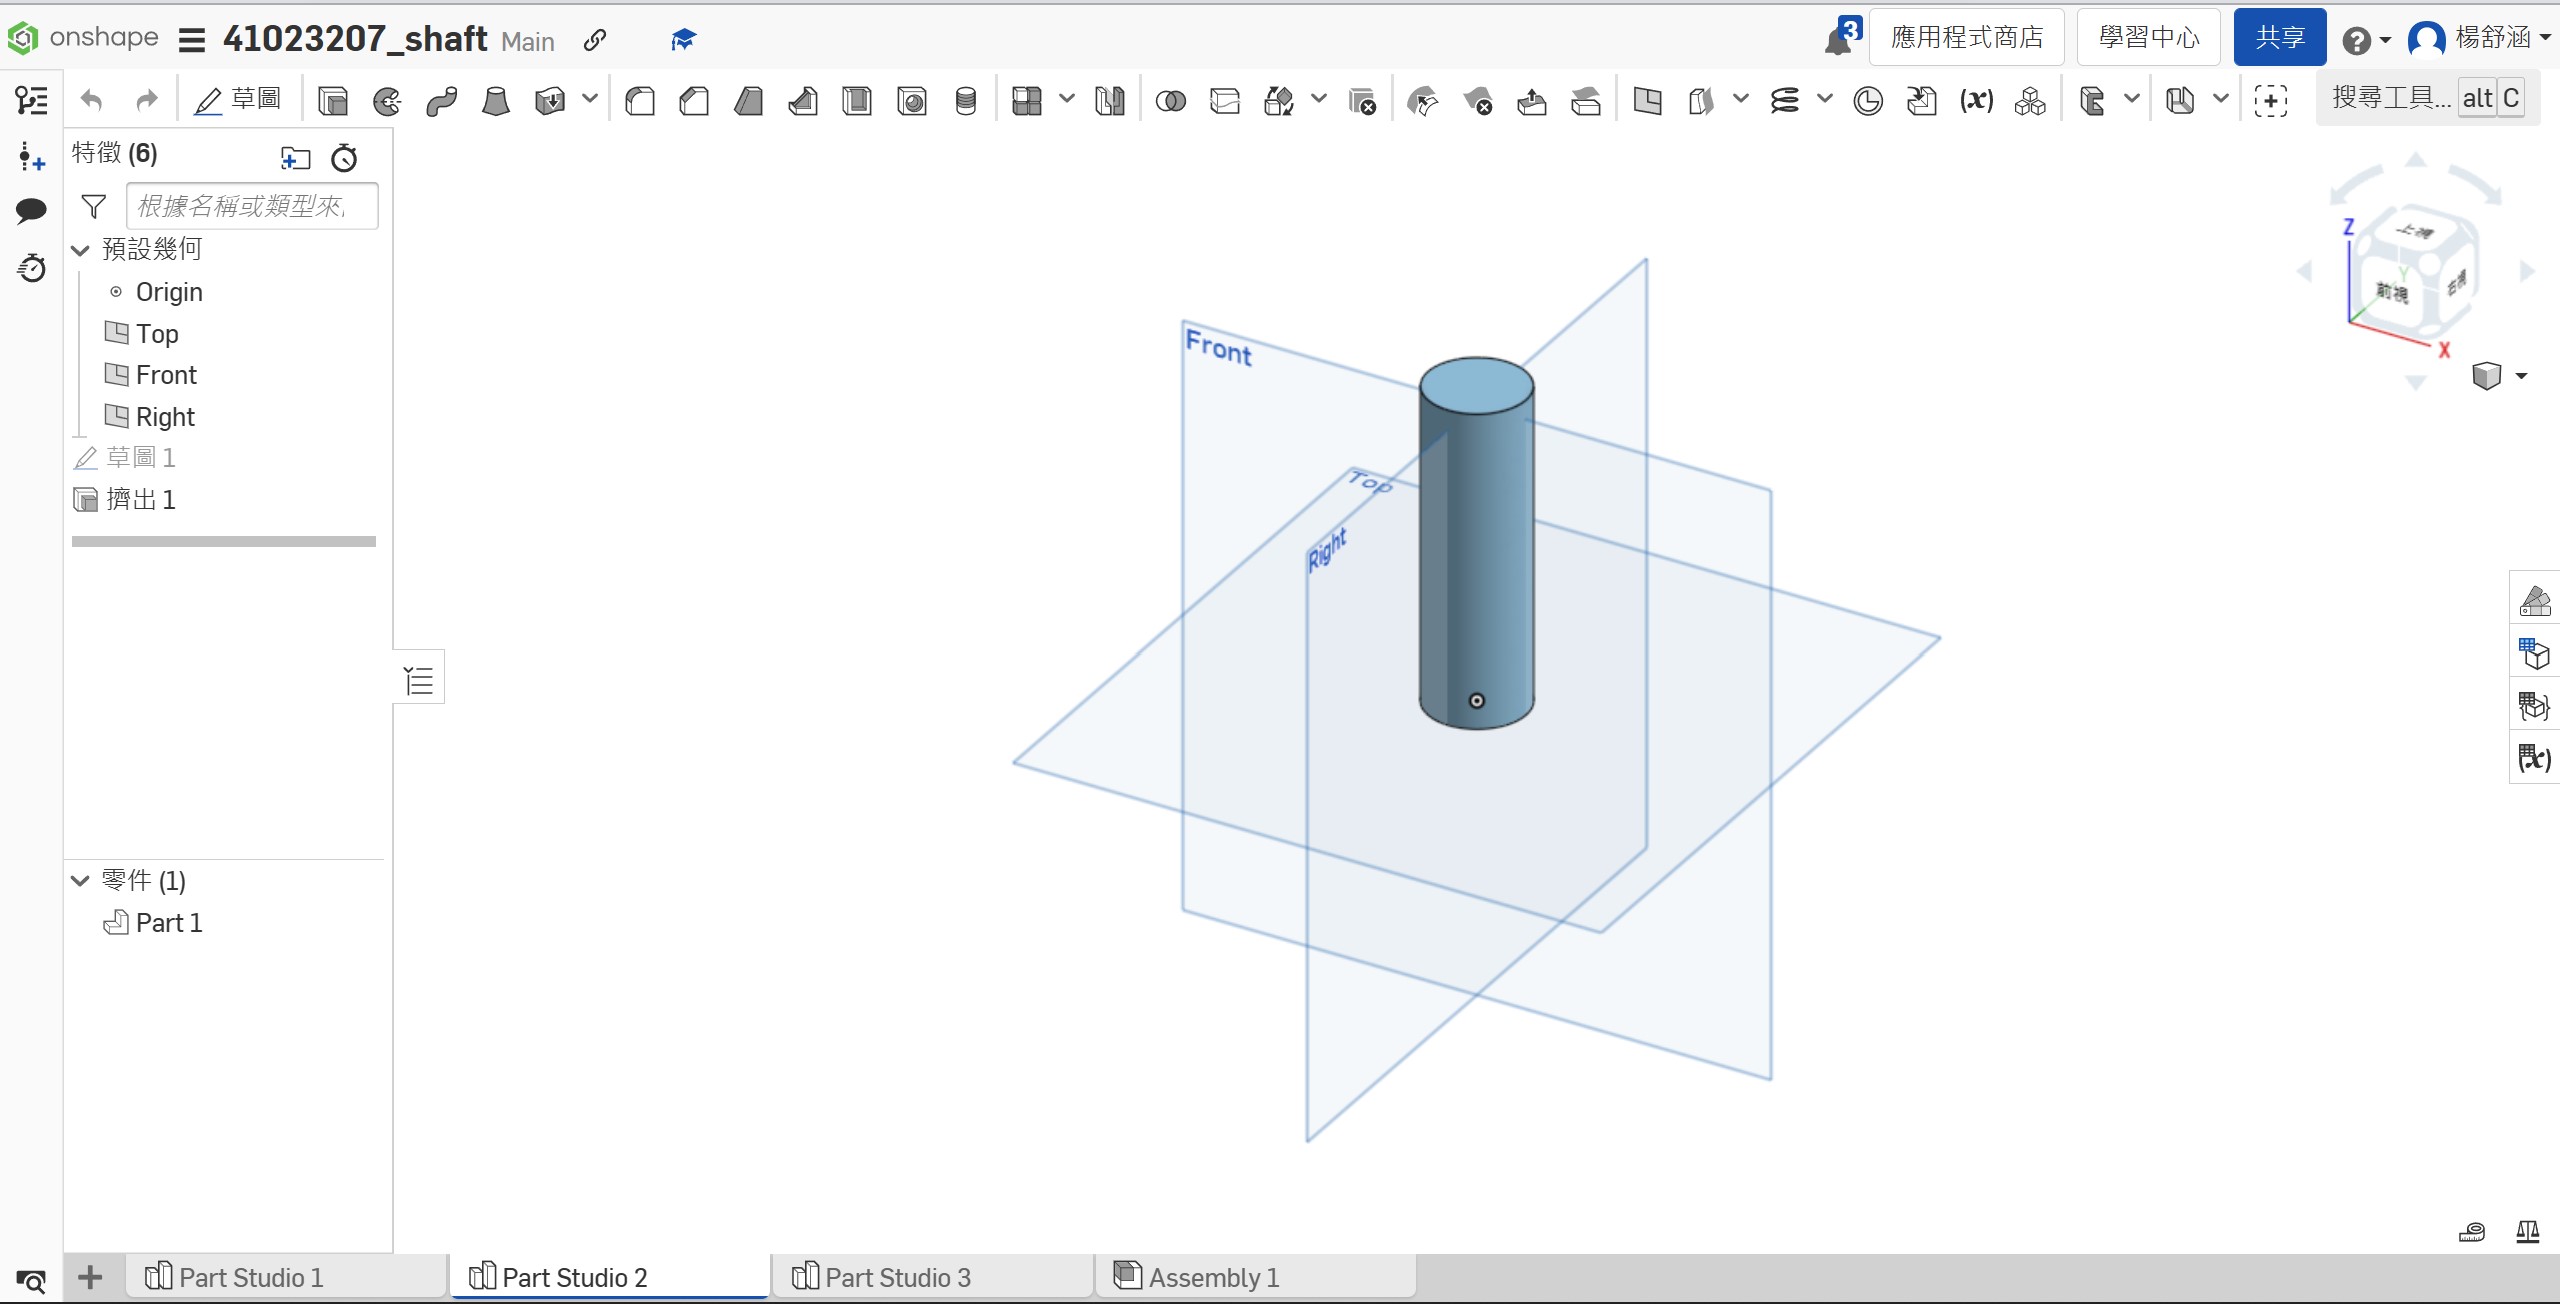 onshape 41023207_shaft Main 3 應用程式商店 學習中心 共享 楊舒涵
草圖 (x) 搜尋工具... alt C
特徵 (6)
根據名稱或類型來
預設幾何
Origin
Top
Front
Right
草圖 1
擠出 1
Front
Top
Right
上視
前視
右視
Z
Y
X
(x)
零件 (1)
Part 1
Part Studio 1 Part Studio 2 Part Studio 3 Assembly 1